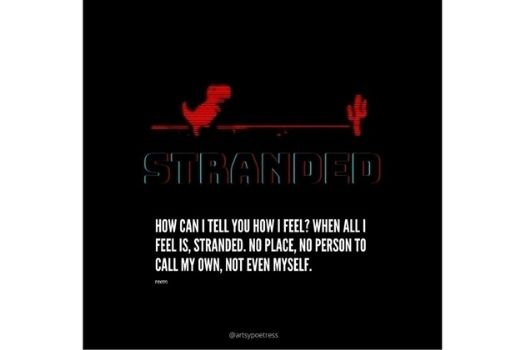 STRANDED
HOW CAN I TELL YOU HOW I FEEL? WHEN ALL I
FEEL IS, STRANDED. NO PLACE, NO PERSON TO
CALL MY OWN, NOT EVEN MYSELF.
@artsypoetress